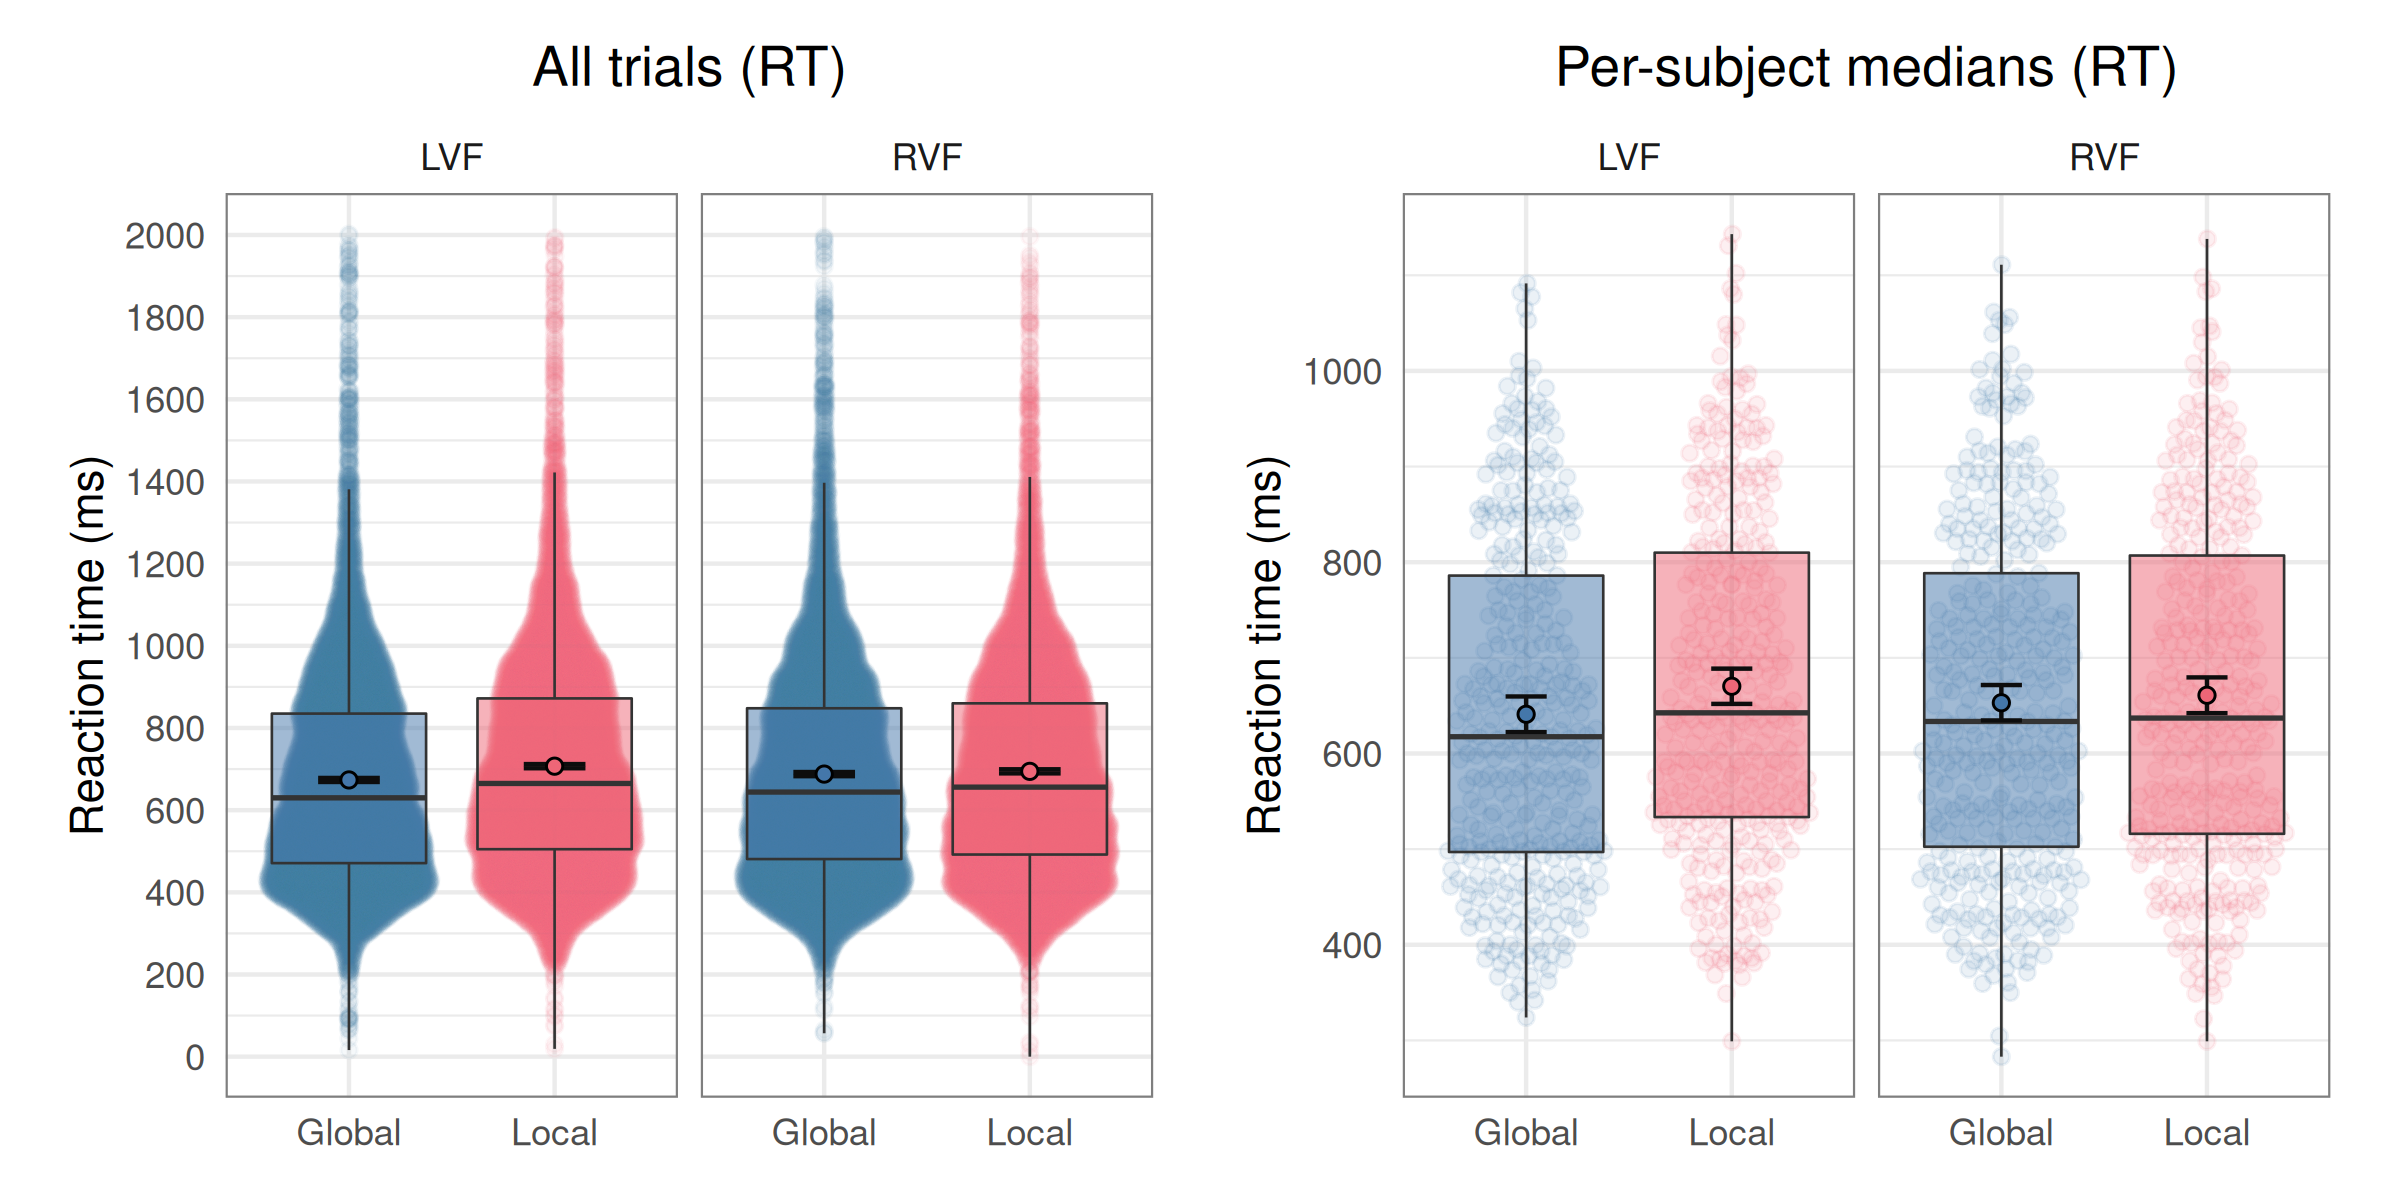 All trials (RT)
LVF
RVF
Reaction time (ms)
2000
1800
1600
1400
1200
1000
800
600
400
200
0
Global
Local
Global
Local
Per-subject medians (RT)
LVF
RVF
Reaction time (ms)
1000
800
600
400
Global
Local
Global
Local